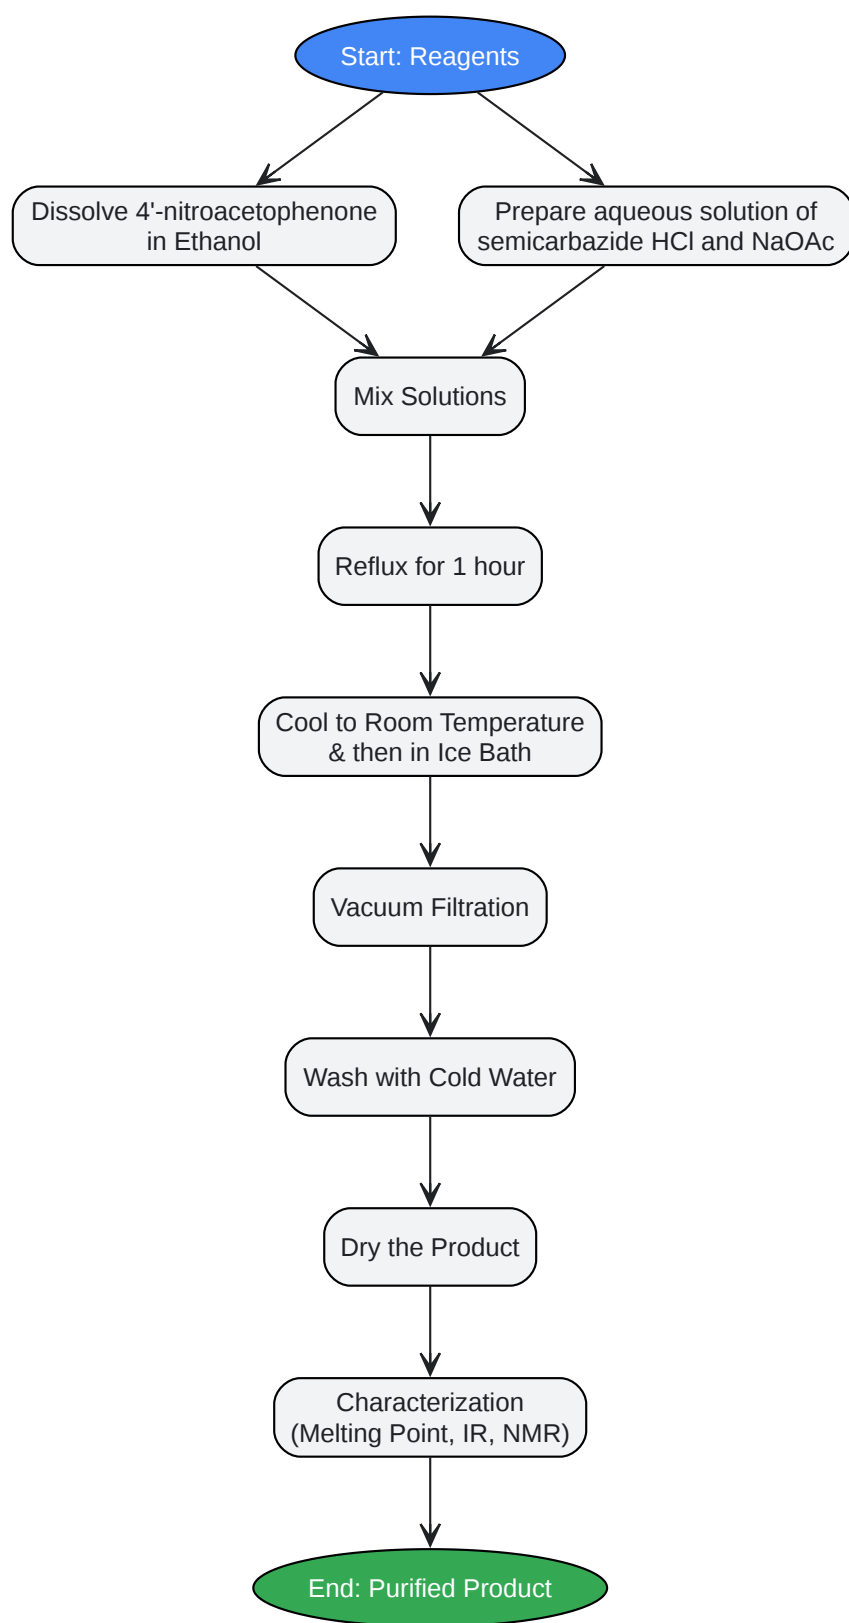 Start: Reagents
Dissolve 4'-nitroacetophenone
in Ethanol
Prepare aqueous solution of
semicarbazide HCl and NaOAc
Mix Solutions
Reflux for 1 hour
Cool to Room Temperature
& then in Ice Bath
Vacuum Filtration
Wash with Cold Water
Dry the Product
Characterization
(Melting Point, IR, NMR)
End: Purified Product